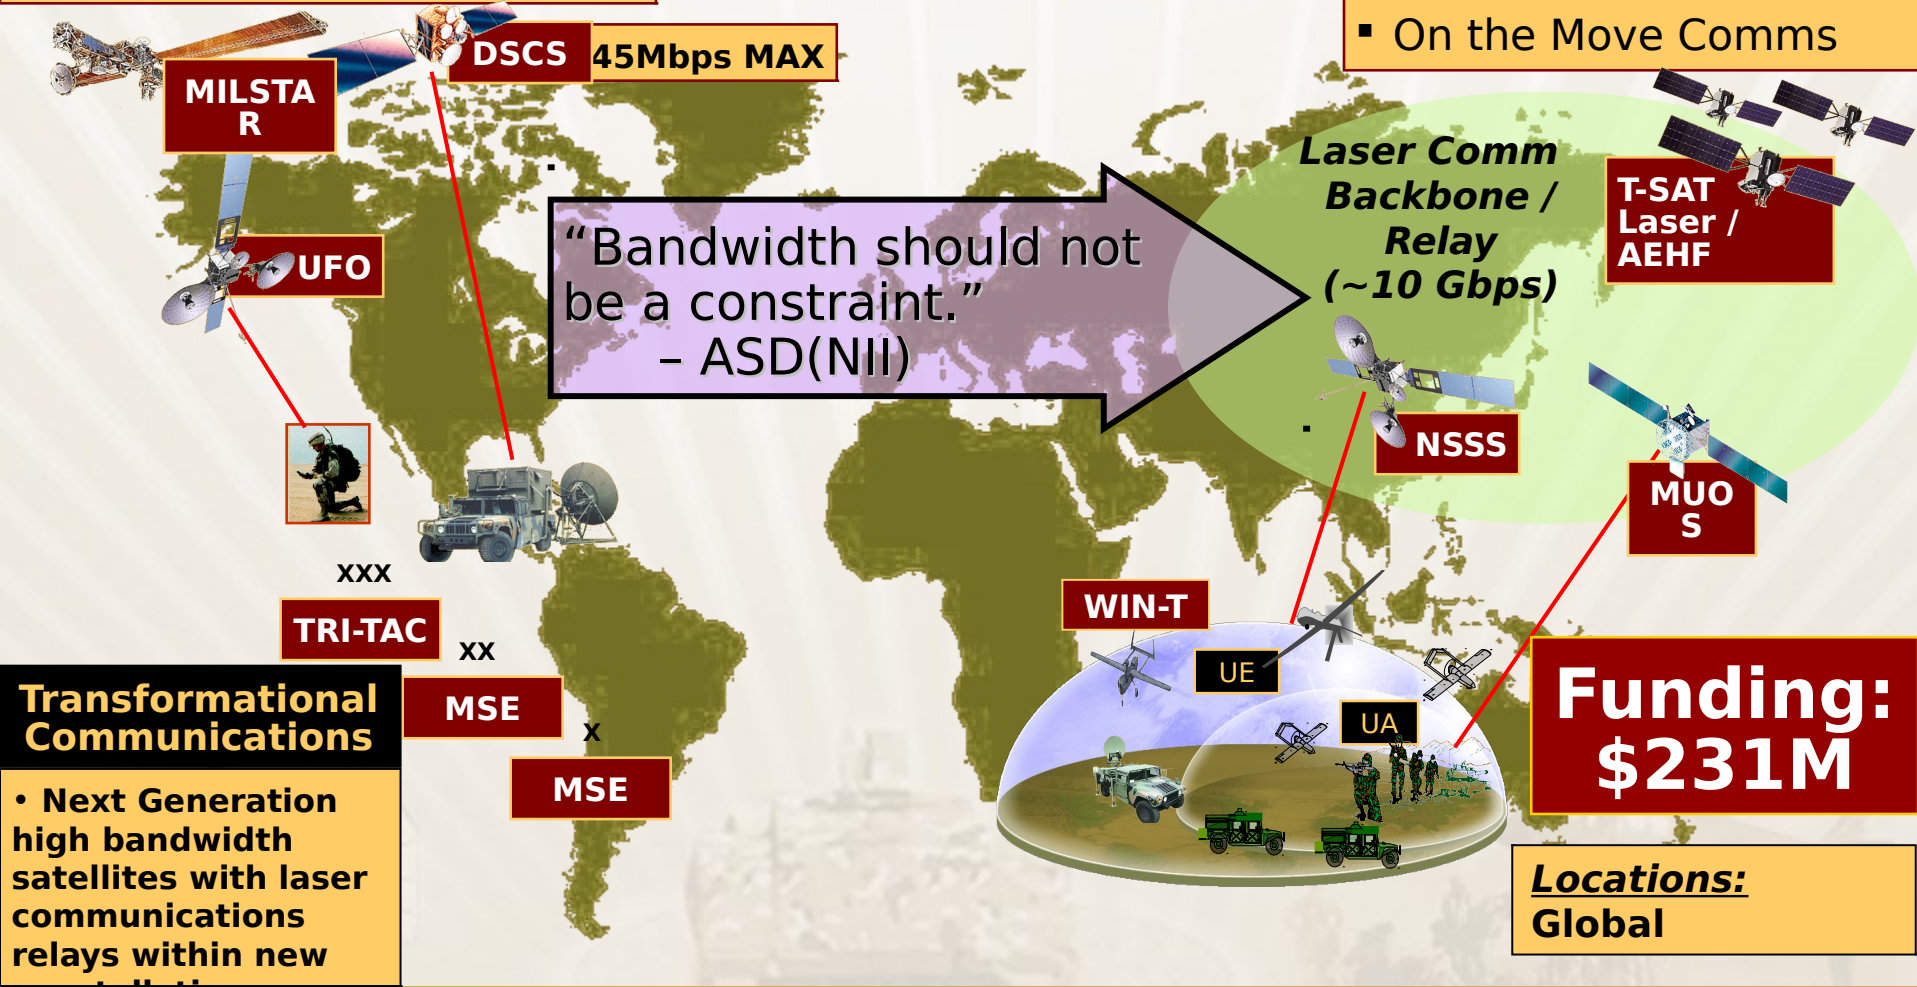 DSCS
45Mbps MAX
▪ On the Move Comms
MILSTA
R
Laser Comm
Backbone /
Relay
(~10 Gbps)
T-SAT
Laser /
AEHF
“Bandwidth should not
be a constraint.”
– ASD(NII)
UFO
NSSS
MUO
S
XXX
TRI-TAC
XX
MSE
X
MSE
WIN-T
UE
UA
Transformational
Communications
• Next Generation
high bandwidth
satellites with laser
communications
relays within new
Funding:
$231M
Locations:
Global